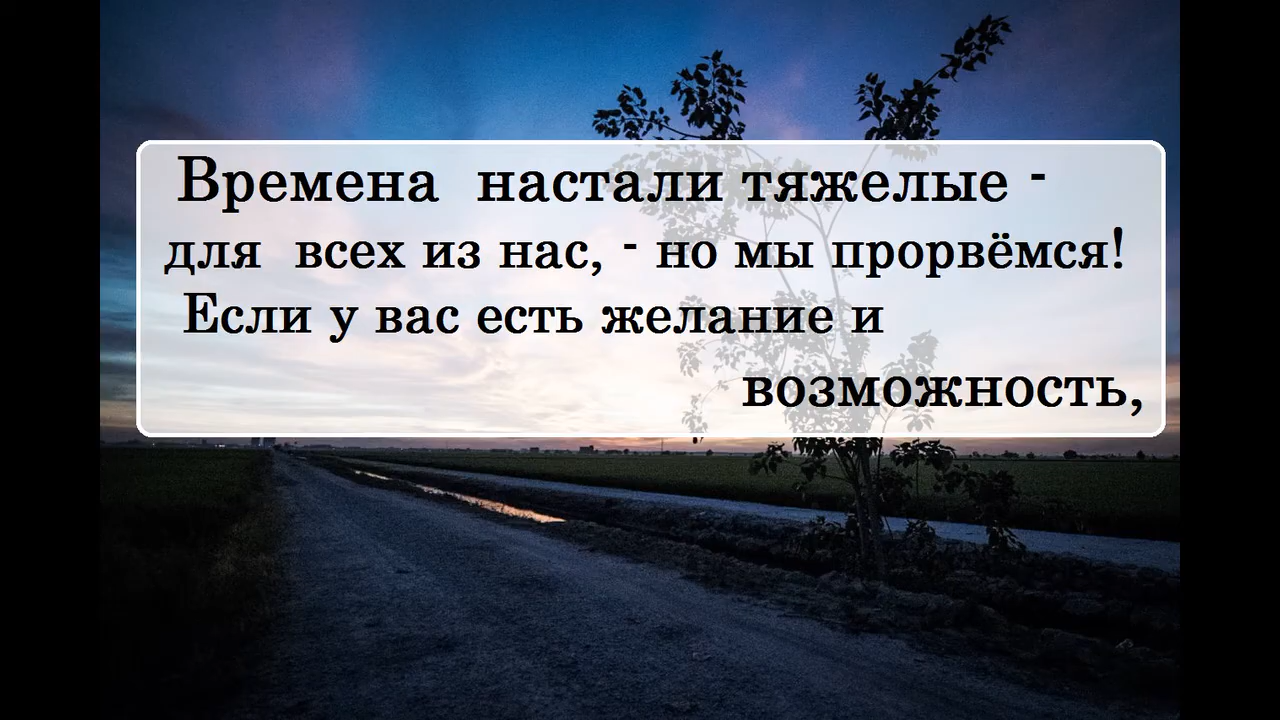 Времена настали тяжелые -
для всех из нас, - но мы прорвёмся!
Если у вас есть желание и
возможность,